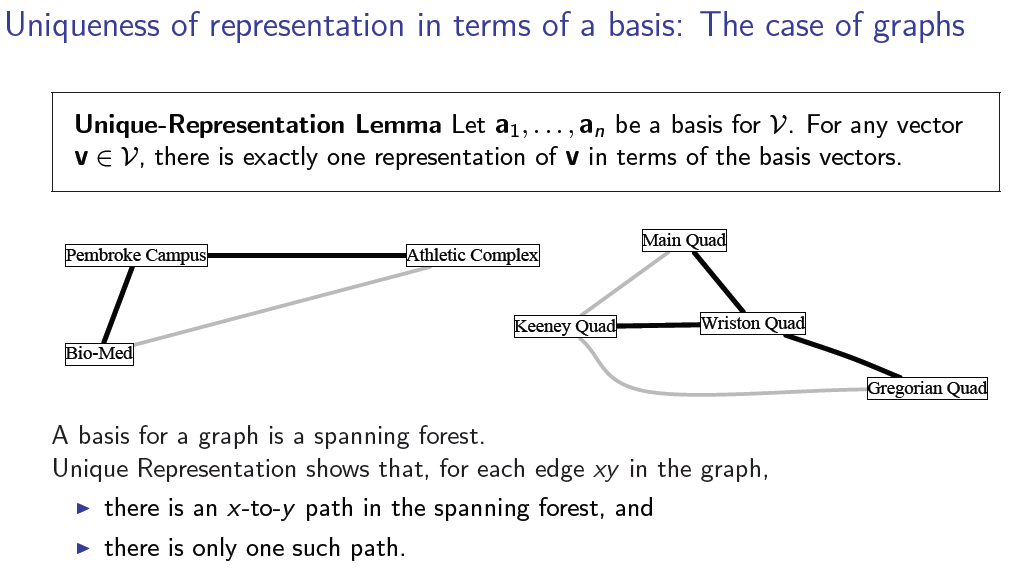 Uniqueness of representation in terms of a basis: The case of graphs
Unique-Representation Lemma Let a₁, . . . , aₙ be a basis for 𝒱. For any vector
v ∈ 𝒱, there is exactly one representation of v in terms of the basis vectors.
Main Quad
Pembroke Campus
Athletic Complex
Keeney Quad
Wriston Quad
Bio-Med
Gregorian Quad
A basis for a graph is a spanning forest.
Unique Representation shows that, for each edge xy in the graph,
▶ there is an x-to-y path in the spanning forest, and
▶ there is only one such path.